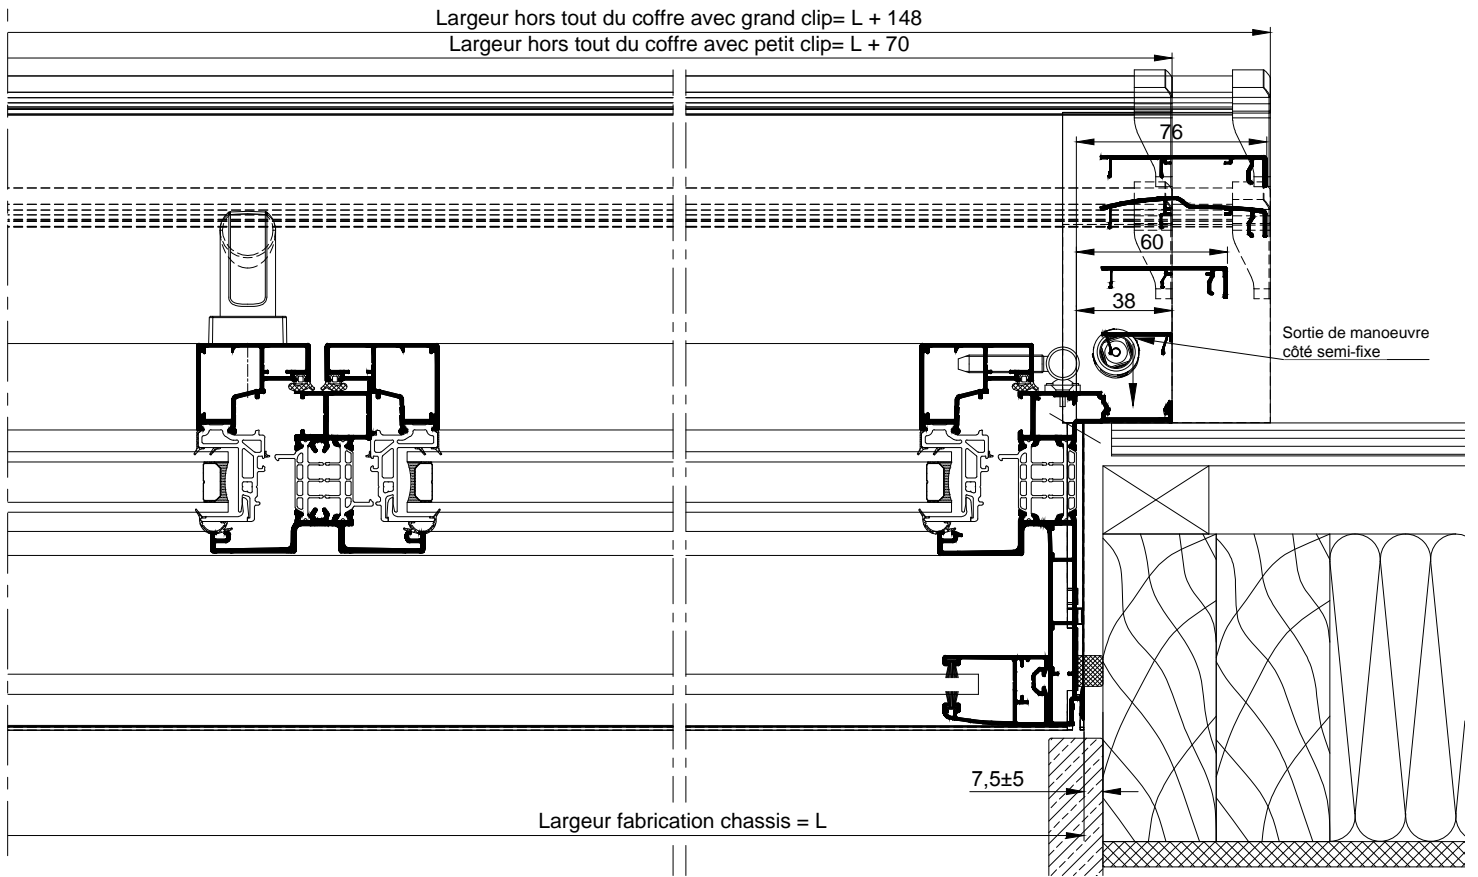 Largeur hors tout du coffre avec grand clip= L + 148
Largeur hors tout du coffre avec petit clip= L + 70
76
60
38
Sortie de manoeuvre
côté semi-fixe
7,5±5
Largeur fabrication chassis = L